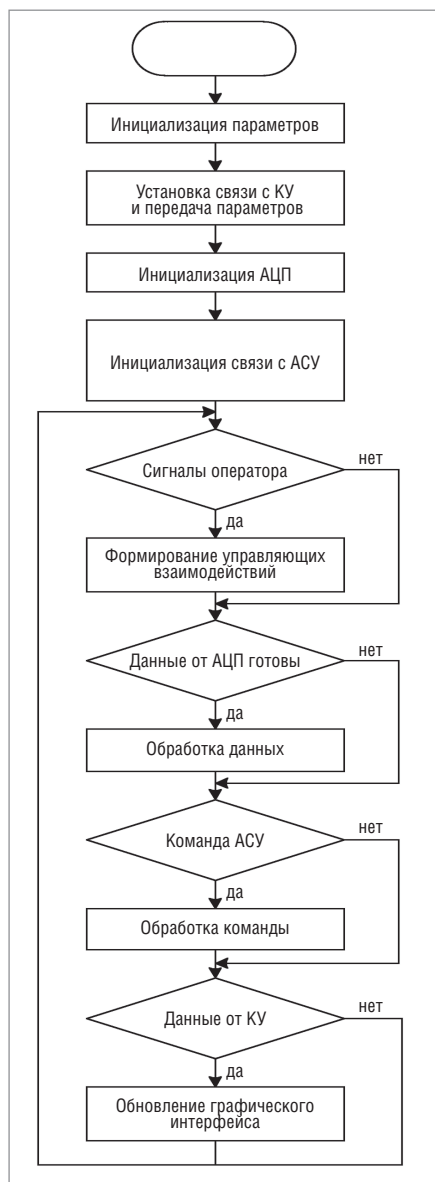 Инициализация параметров
Установка связи с КУ
и передача параметров
Инициализация АЦП
Инициализация связи с АСУ
Сигналы оператора
нет
да
Формирование управляющих
взаимодействий
Данные от АЦП готовы
нет
да
Обработка данных
Команда АСУ
нет
да
Обработка команды
Данные от КУ
нет
да
Обновление графического
интерфейса